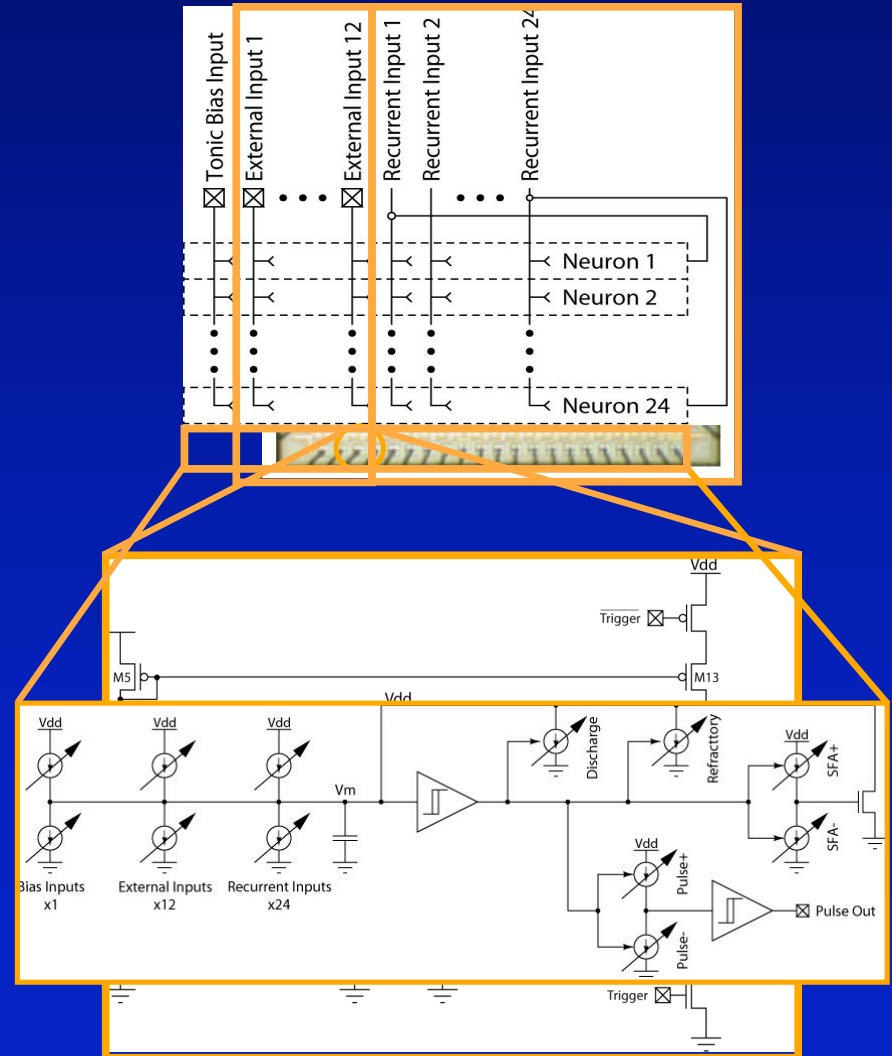 Tonic Bias Input
External Input 1
External Input 12
Recurrent Input 1
Recurrent Input 2
Recurrent Input 24
Neuron 1
Neuron 2
Neuron 24
Vdd
Trigger
M5
M13
Vdd
Vdd
Vdd
Vdd
Vm
Discharge
Refracttory
Vdd
SFA+
SFA-
Vdd
Pulse+
Pulse-
Pulse Out
Bias Inputs
x1
External Inputs
x12
Recurrent Inputs
x24
Trigger